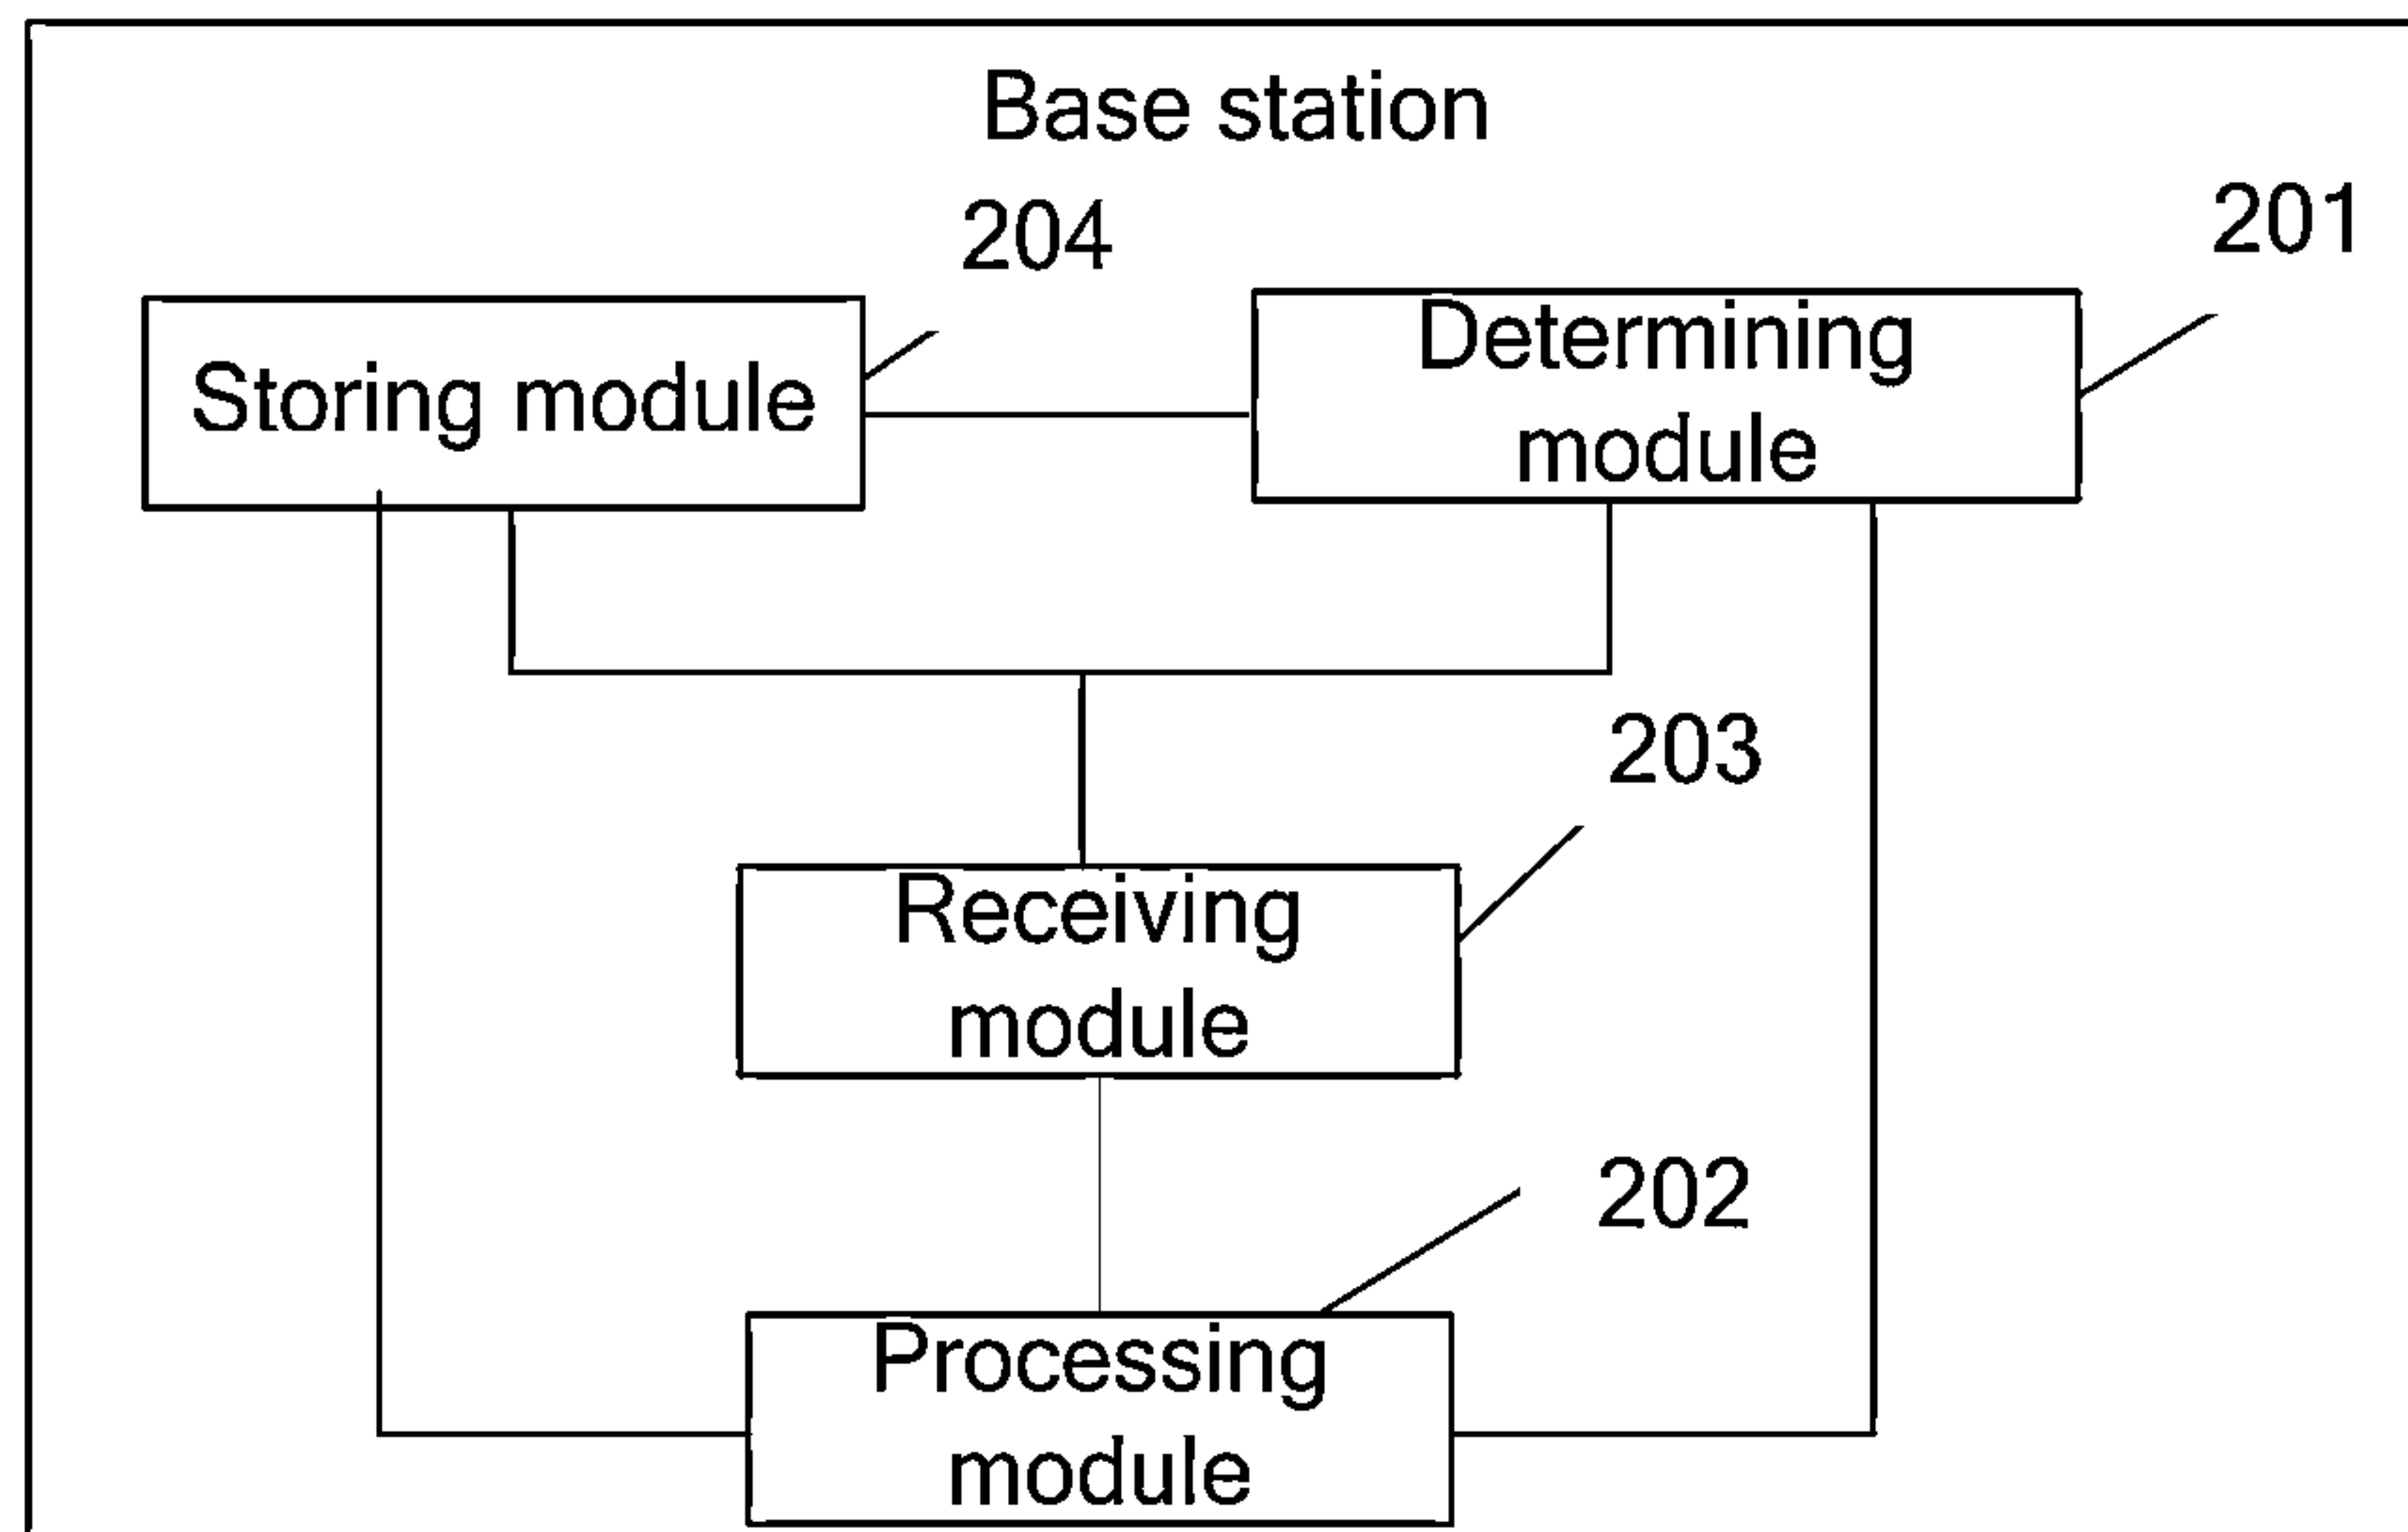 Base station
204
201
Storing module
Determining
module
203
Receiving
module
202
Processing
module